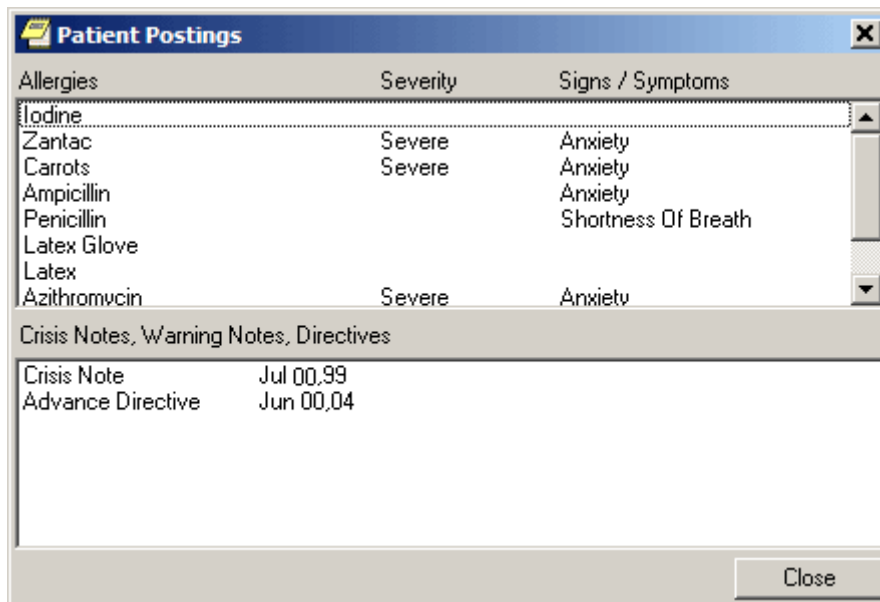 Patient Postings
Allergies Severity Signs / Symptoms
Iodine
Zantac Severe Anxiety
Carrots Severe Anxiety
Ampicillin Anxiety
Penicillin Shortness Of Breath
Latex Glove
Latex
Azithromycin Severe Anxiety
Crisis Notes, Warning Notes, Directives
Crisis Note Jul 00,99
Advance Directive Jun 00,04
Close